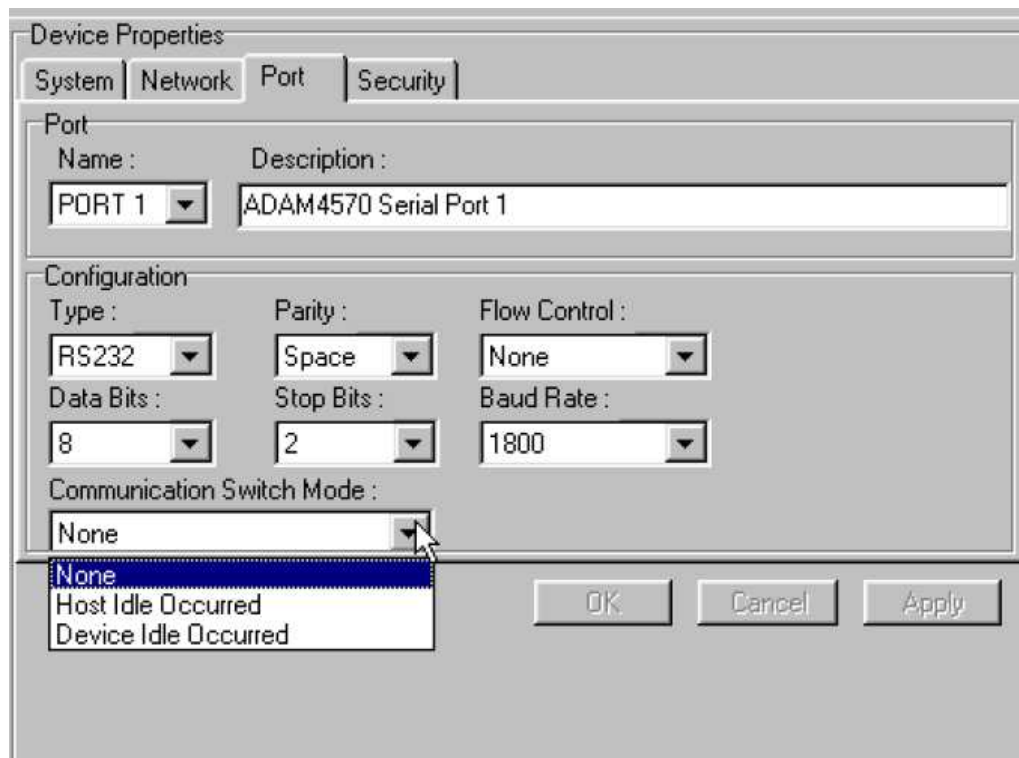 Device Properties
System Network Port Security
Port
Name : Description :
PORT 1 ADAM4570 Serial Port 1
Configuration
Type : Parity : Flow Control :
RS232 Space None
Data Bits : Stop Bits : Baud Rate :
8 2 1800
Communication Switch Mode :
None
None
Host Idle Occurred
Device Idle Occurred
OK Cancel Apply